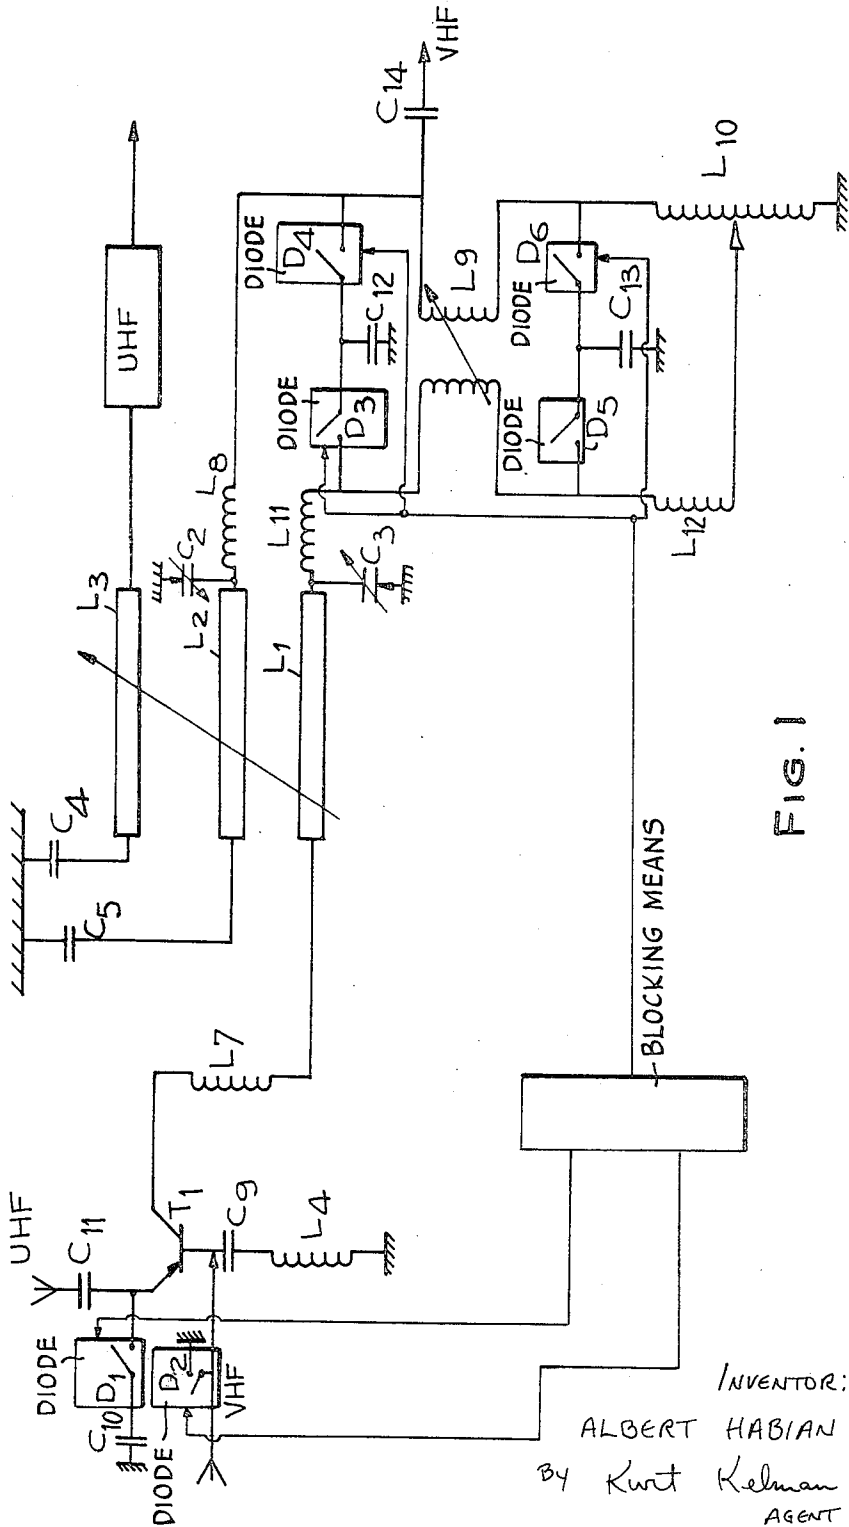 UHF
C11
DIODE
D1
C10
DIODE
D2
VHF
T1
C9
L4
L7
C5
C4
L3
L2
L1
C2
C3
L8
L11
UHF
DIODE
D3
DIODE
D4
C12
C14
VHF
L9
DIODE
D5
DIODE
D6
C13
L12
L10
BLOCKING MEANS
FIG. 1
INVENTOR:
ALBERT HABIAN
By Kurt Kelman
AGENT